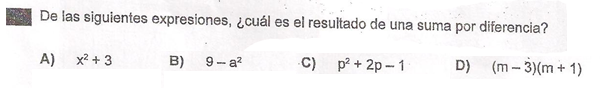 De las siguientes expresiones, ¿cuál es el resultado de una suma por diferencia?
A) x² + 3 B) 9 – a² C) p² + 2p – 1 D) (m – 3)(m + 1)